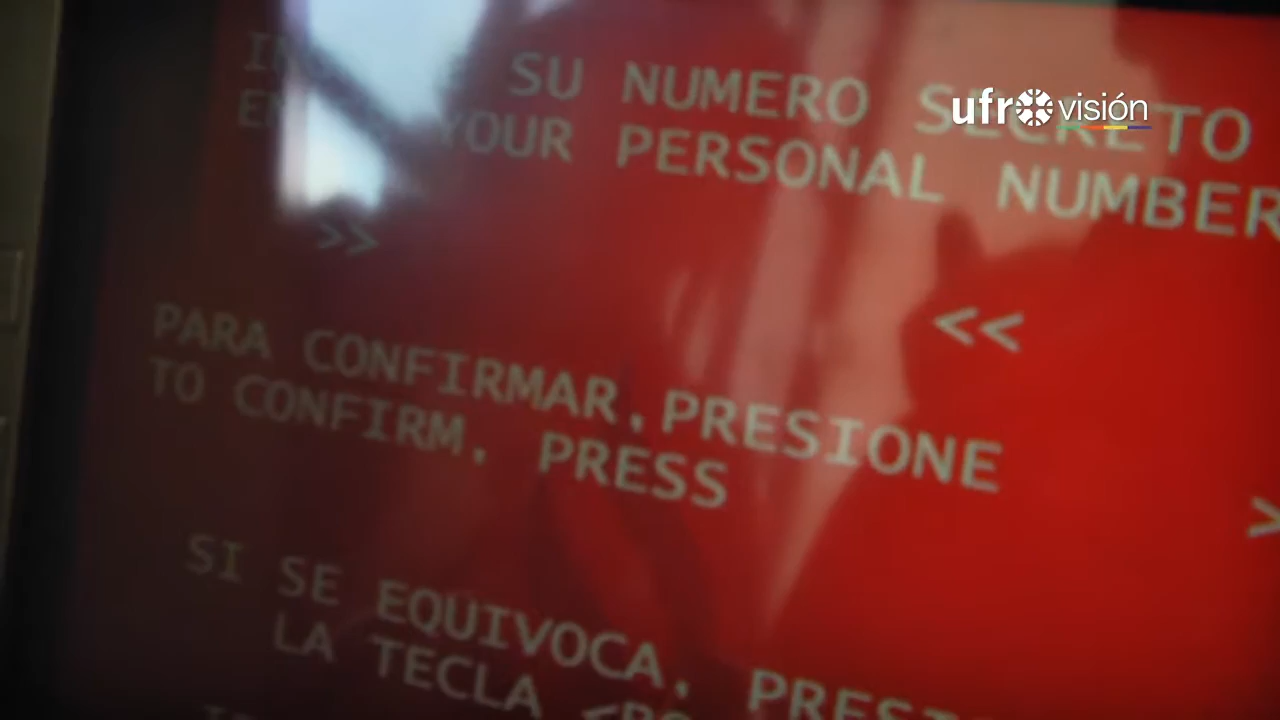 SU NUMERO SECRETO
YOUR PERSONAL NUMBER
>>
<<
PARA CONFIRMAR, PRESIONE
TO CONFIRM, PRESS
>
SI SE EQUIVOCA,
LA TECLA
ufro visión